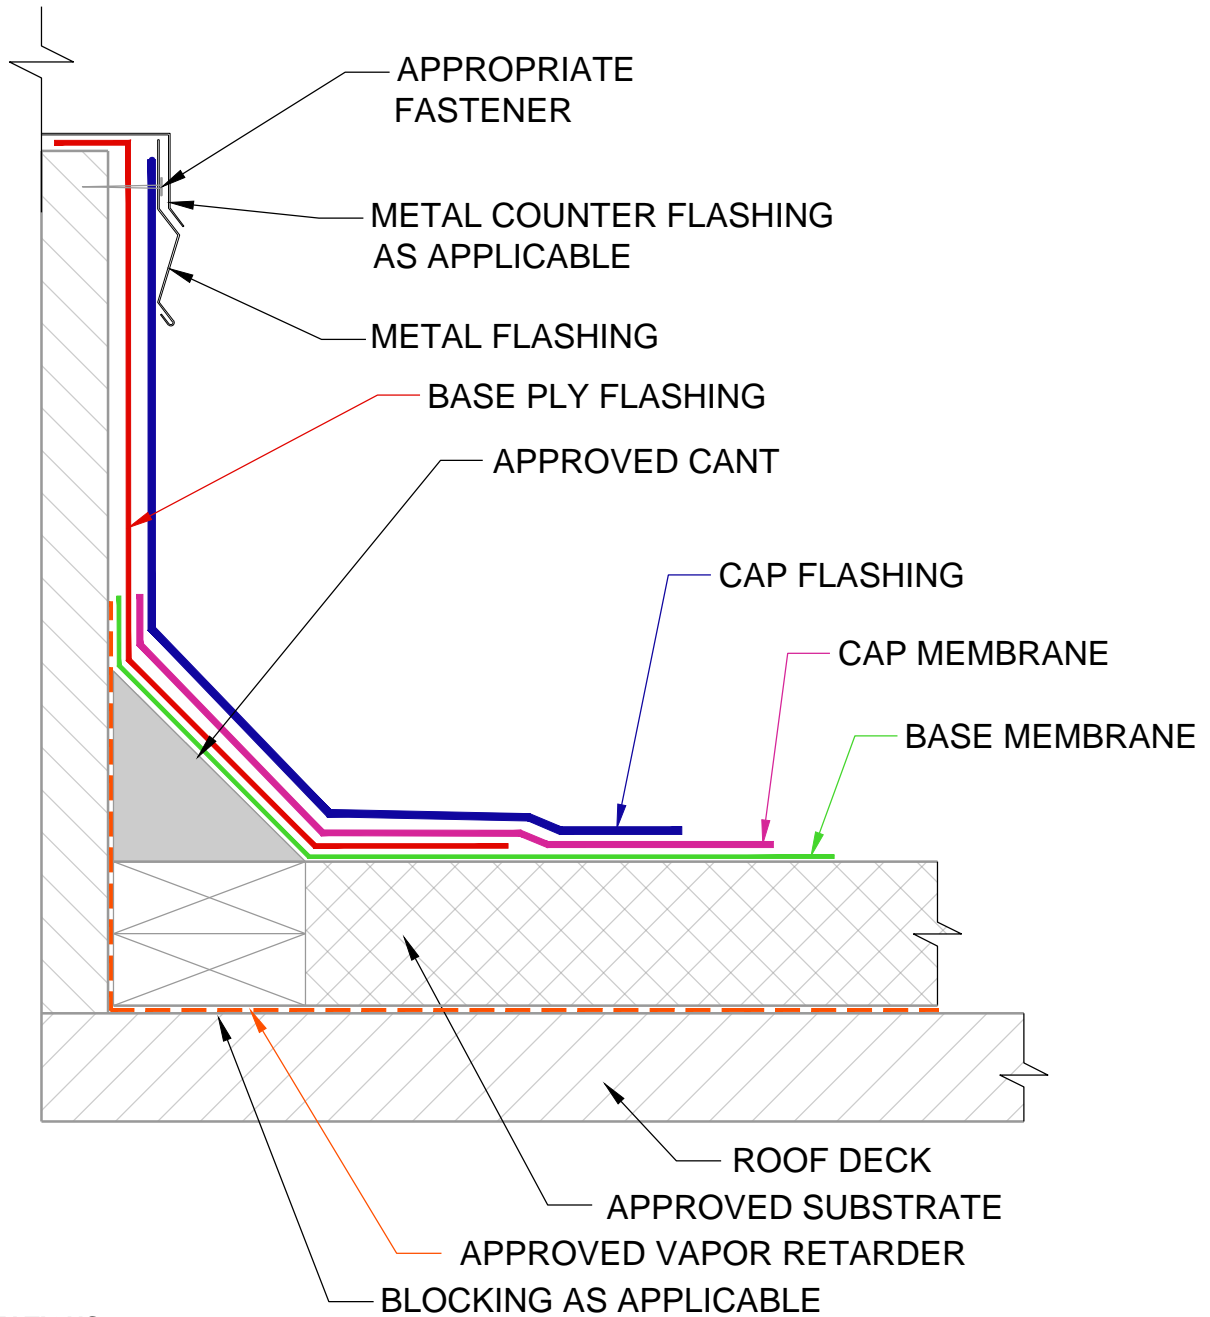 APPROPRIATE
FASTENER
METAL COUNTER FLASHING
AS APPLICABLE
METAL FLASHING
BASE PLY FLASHING
APPROVED CANT
CAP FLASHING
CAP MEMBRANE
BASE MEMBRANE
ROOF DECK
APPROVED SUBSTRATE
APPROVED VAPOR RETARDER
BLOCKING AS APPLICABLE